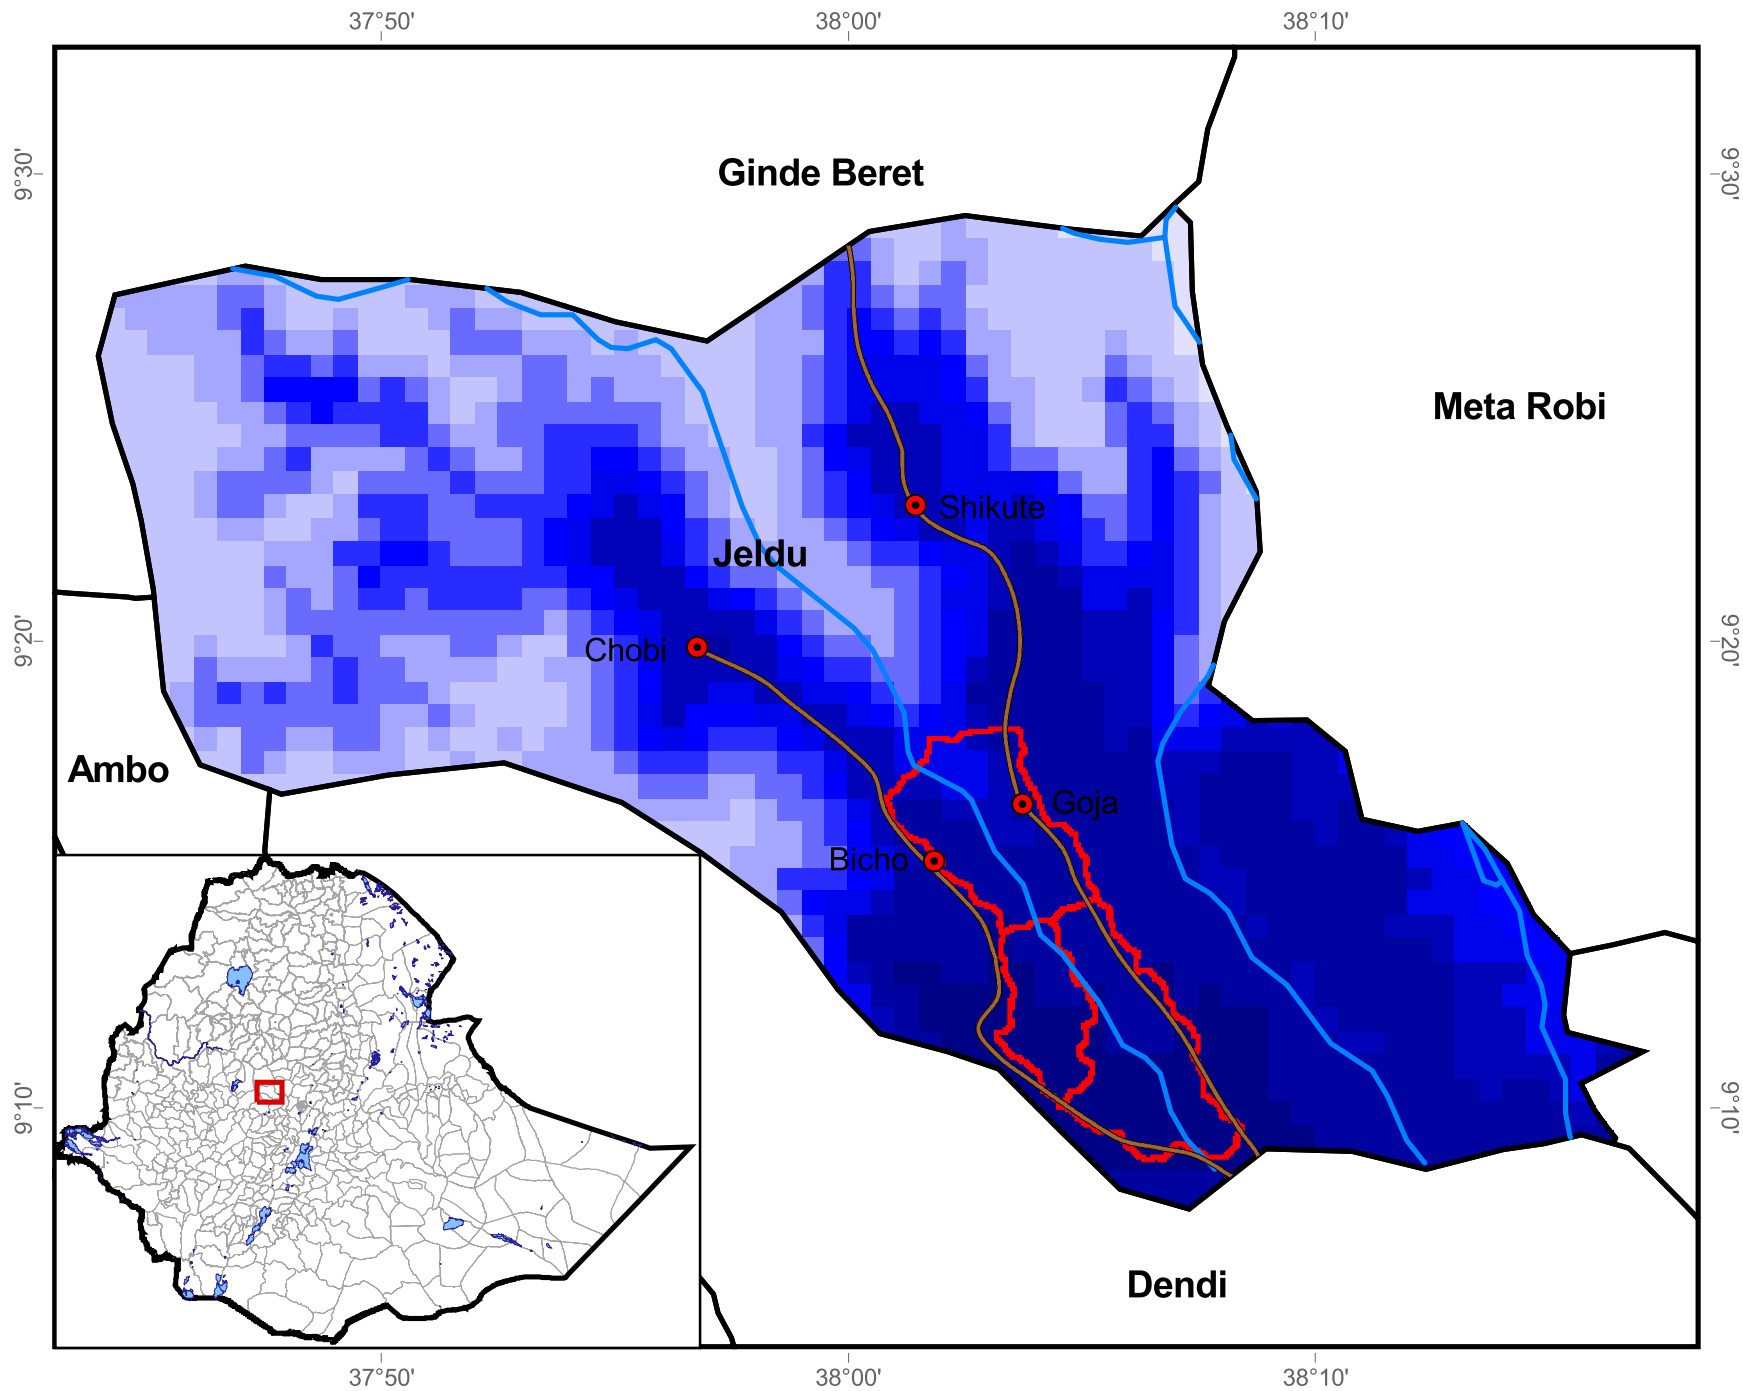 37°50' 38°00' 38°10'
9°30' 9°30'
Ginde Beret
Meta Robi
Shikute
Jeldu
9°20' Chobi 9°20'
Ambo
Goja
Bicho
9°10' 9°10'
Dendi
37°50' 38°00' 38°10'